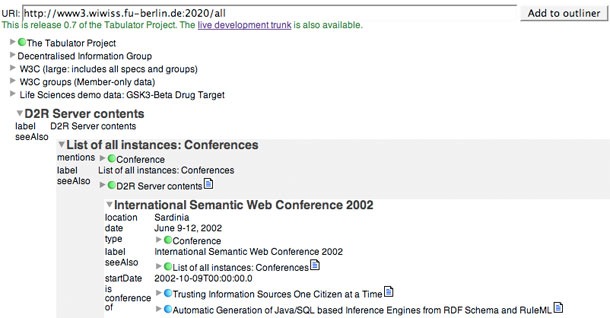 URI: http://www3.wiwiss.fu-berlin.de:2020/all Add to outliner
This is release 0.7 of the Tabulator Project. The live development trunk is also available.
The Tabulator Project
Decentralised Information Group
W3C (large: includes all specs and groups)
W3C groups (Member-only data)
Life Sciences demo data: GSK3-Beta Drug Target
D2R Server contents
label D2R Server contents
seeAlso
List of all instances: Conferences
mentions Conference
label List of all instances: Conferences
seeAlso
D2R Server contents
International Semantic Web Conference 2002
location Sardinia
date June 9-12, 2002
type Conference
label International Semantic Web Conference 2002
seeAlso
List of all instances: Conferences
startDate 2002-10-09T00:00:00.0
is
conference Trusting Information Sources One Citizen at a Time
of
Automatic Generation of Java/SQL based Inference Engines from RDF Schema and RuleML